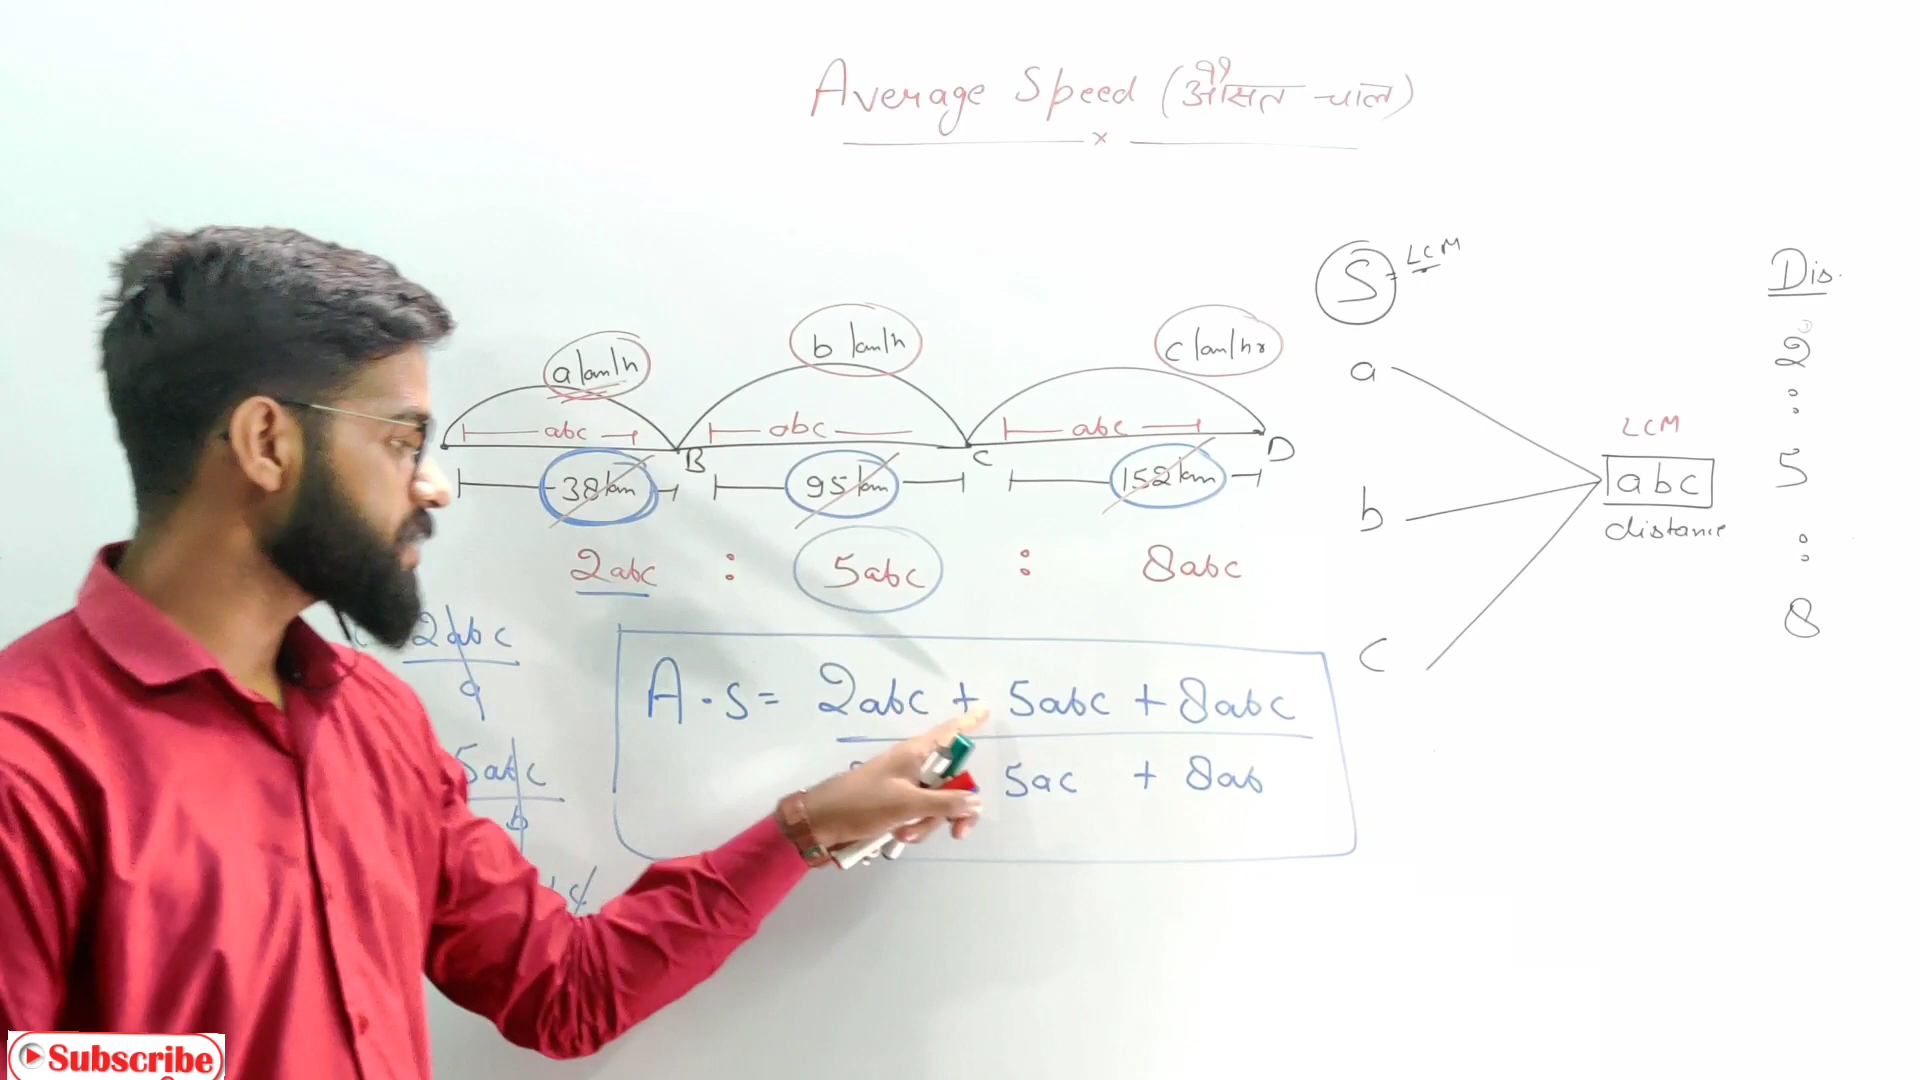 Average Speed (औसत चाल)
x
S = LCM
Dis.
a km/h
b km/h
c km/hr
a
2
:
abc
abc
abc
B
C
D
LCM
38 km
95 km
152 km
abc
5
b
distance
2abc : 5abc : 8abc
:
8
c
2abc
a
A.S = 2abc + 5abc + 8abc
5abc
b
5ac + 8ab
c
Subscribe